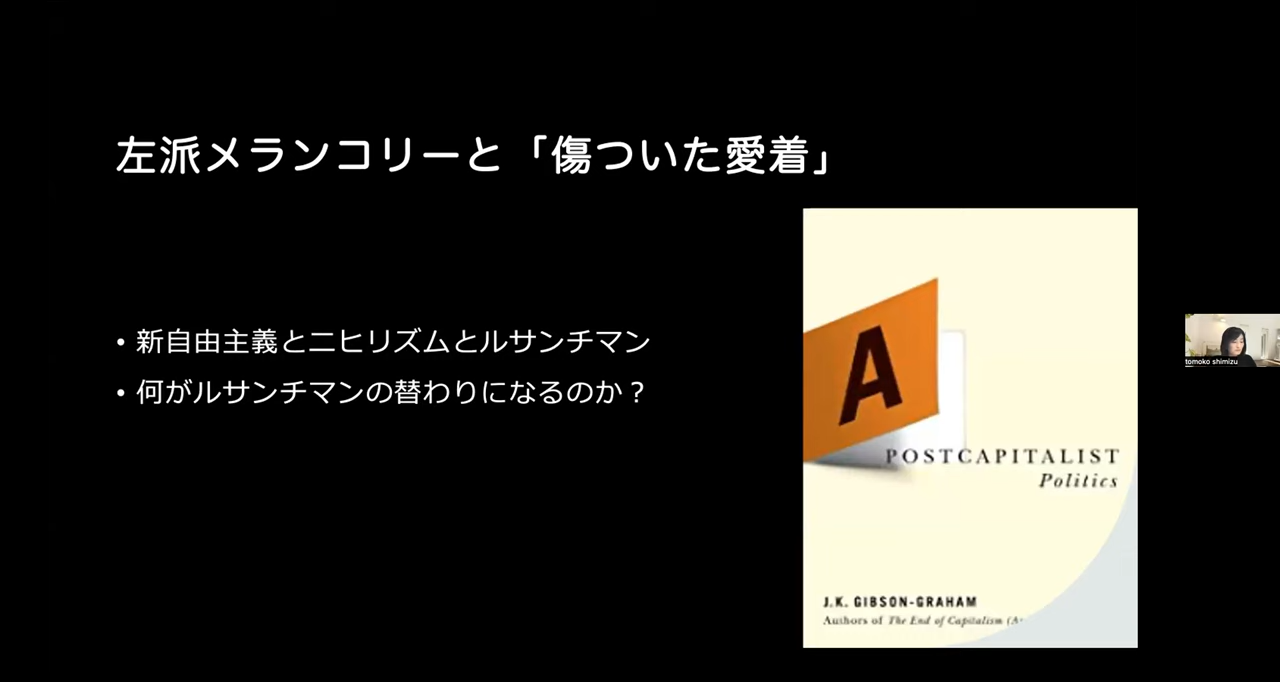 左派メランコリーと「傷ついた愛着」
• 新自由主義とニヒリズムとルサンチマン
• 何がルサンチマンの替わりになるのか？
A
POSTCAPITALIST
Politics
J.K. GIBSON-GRAHAM
Authors of The End of Capitalism
tomoko shimizu